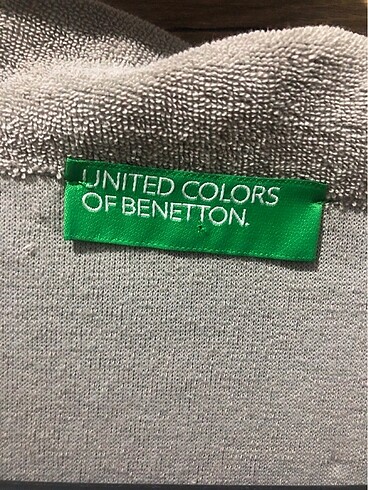 UNITED COLORS
OF BENETTON.
S